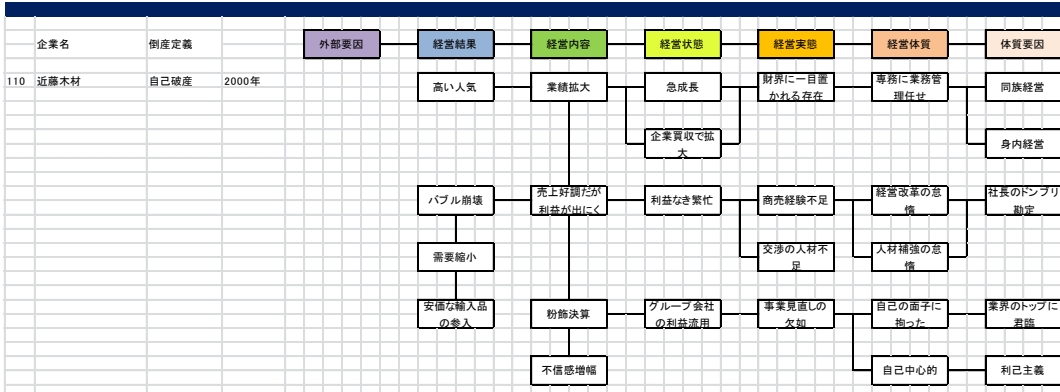 企業名 倒産定義 外部要因 経営結果 経営内容 経営状態 経営実態 経営体質 体質要因
110 近藤木材 自己破産 2000年 高い人気 業績拡大 急成長 財界に一目置かれる存在 専務に業務管理任せ 同族経営
企業買収で拡大 身内経営
バブル崩壊 売上好調だが利益が出にく 利益なき繁忙 商売経験不足 経営改革の怠惰 社長のドンブリ勘定
需要縮小 交渉の人材不足 人材補強の怠惰
安価な輸入品の参入 粉飾決算 グループ会社の利益流用 事業見直しの欠如 自己の面子に拘った 業界のトップに君臨
不信感増幅 自己中心的 利己主義